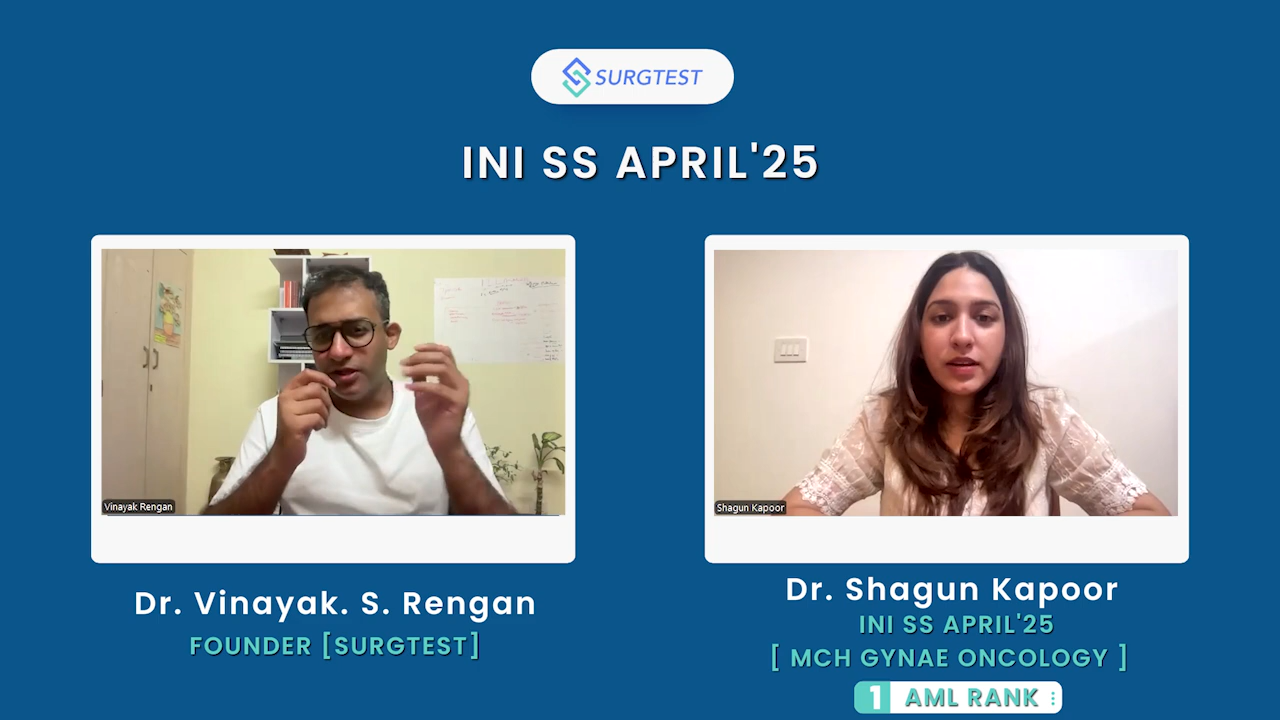 SURGTEST
INI SS APRIL'25
Vinayak Rengan
Shagun Kapoor
Dr. Vinayak. S. Rengan
FOUNDER [SURGTEST]
Dr. Shagun Kapoor
INI SS APRIL'25
[ MCH GYNAE ONCOLOGY ]
1 AML RANK